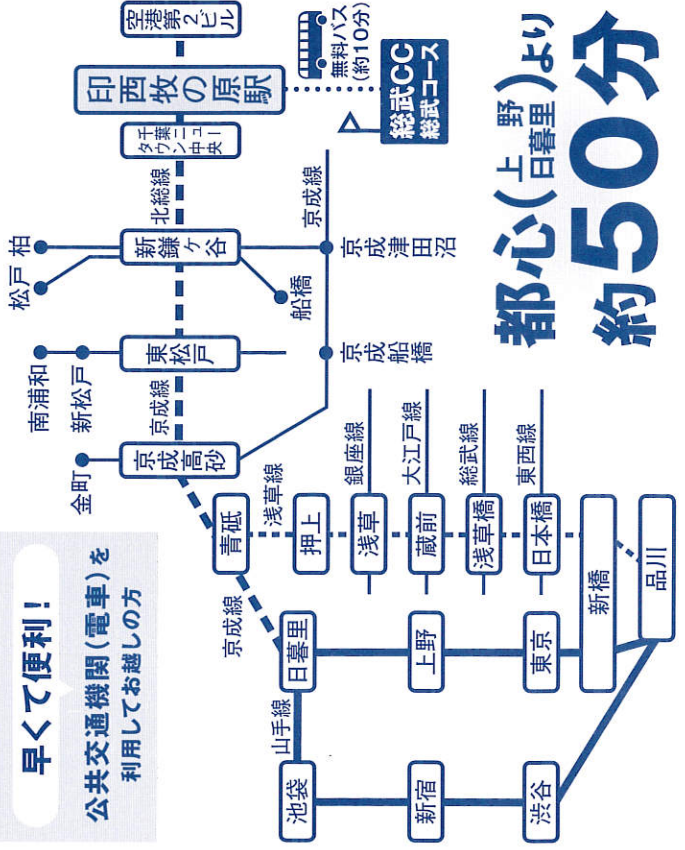 早くて便利！
公共交通機関（電車）を
利用してお越しの方
都心（上野 日暮里）より
約50分
池袋
新宿
渋谷
山手線
日暮里
上野
東京
新橋
品川
京成線
青砥
浅草線
押上
浅草
銀座線
蔵前
大江戸線
浅草橋
総武線
日本橋
東西線
金町
京成高砂
京成線
南浦和
新松戸
東松戸
京成船橋
松戸
柏
新鎌ヶ谷
船橋
京成津田沼
京成線
北総線
千葉ニュー
タウン中央
印西牧の原駅
空港第2ビル
無料バス
（約10分）
総武CC
総武コース